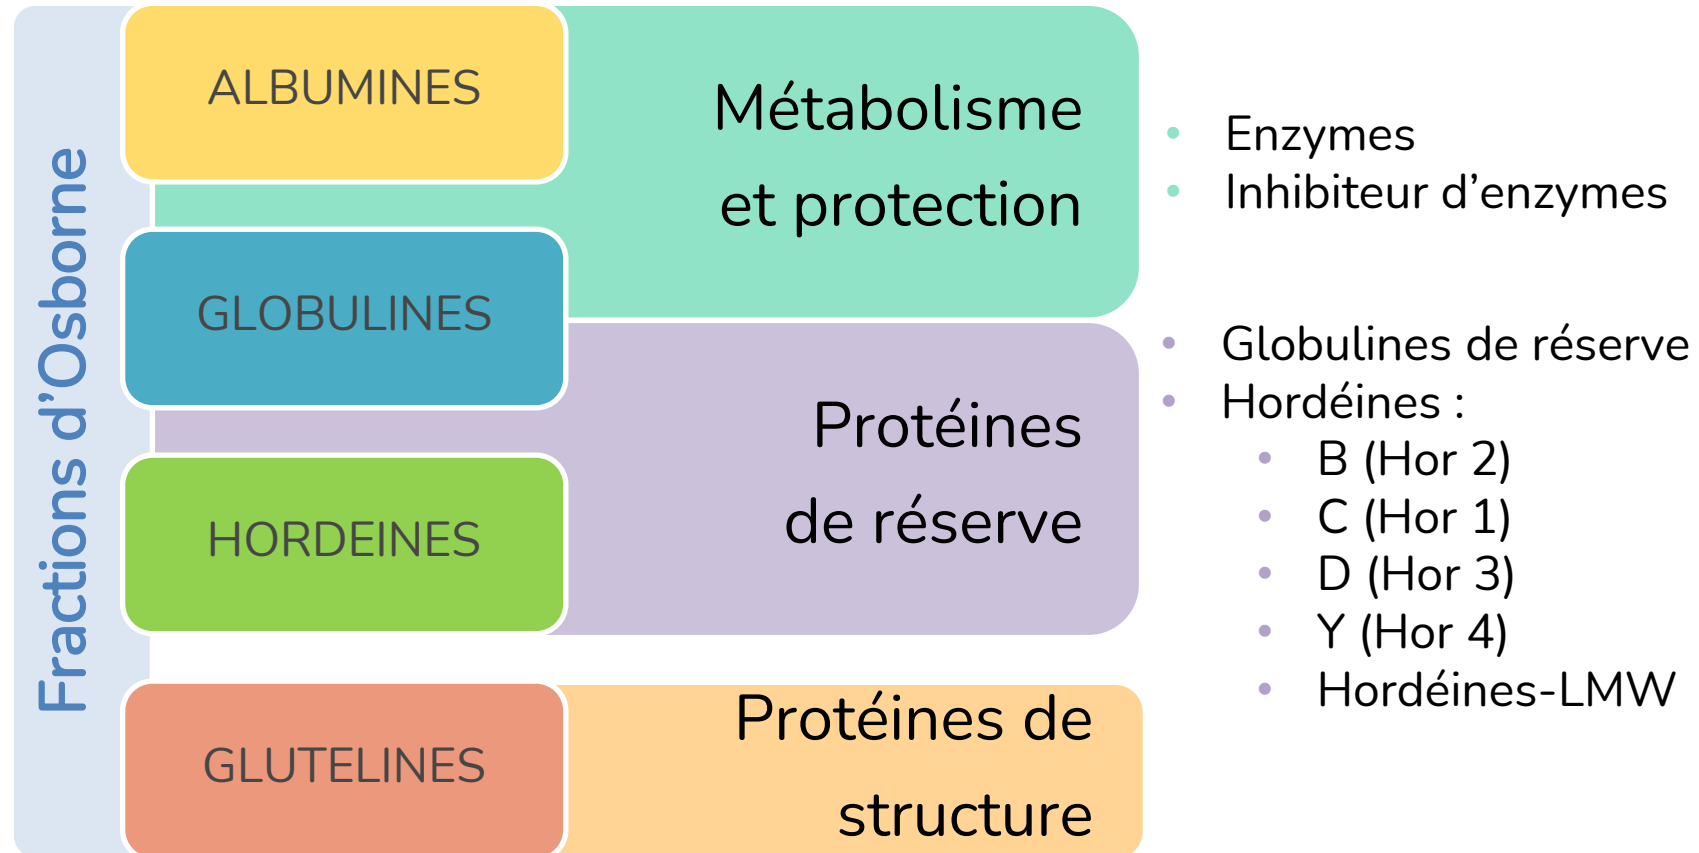 Fractions d’Osborne
ALBUMINES
GLOBULINES
HORDEINES
GLUTELINES
Métabolisme
et protection
Protéines
de réserve
Protéines de
structure
• Enzymes
• Inhibiteur d’enzymes
• Globulines de réserve
• Hordéines :
• B (Hor 2)
• C (Hor 1)
• D (Hor 3)
• Y (Hor 4)
• Hordéines-LMW